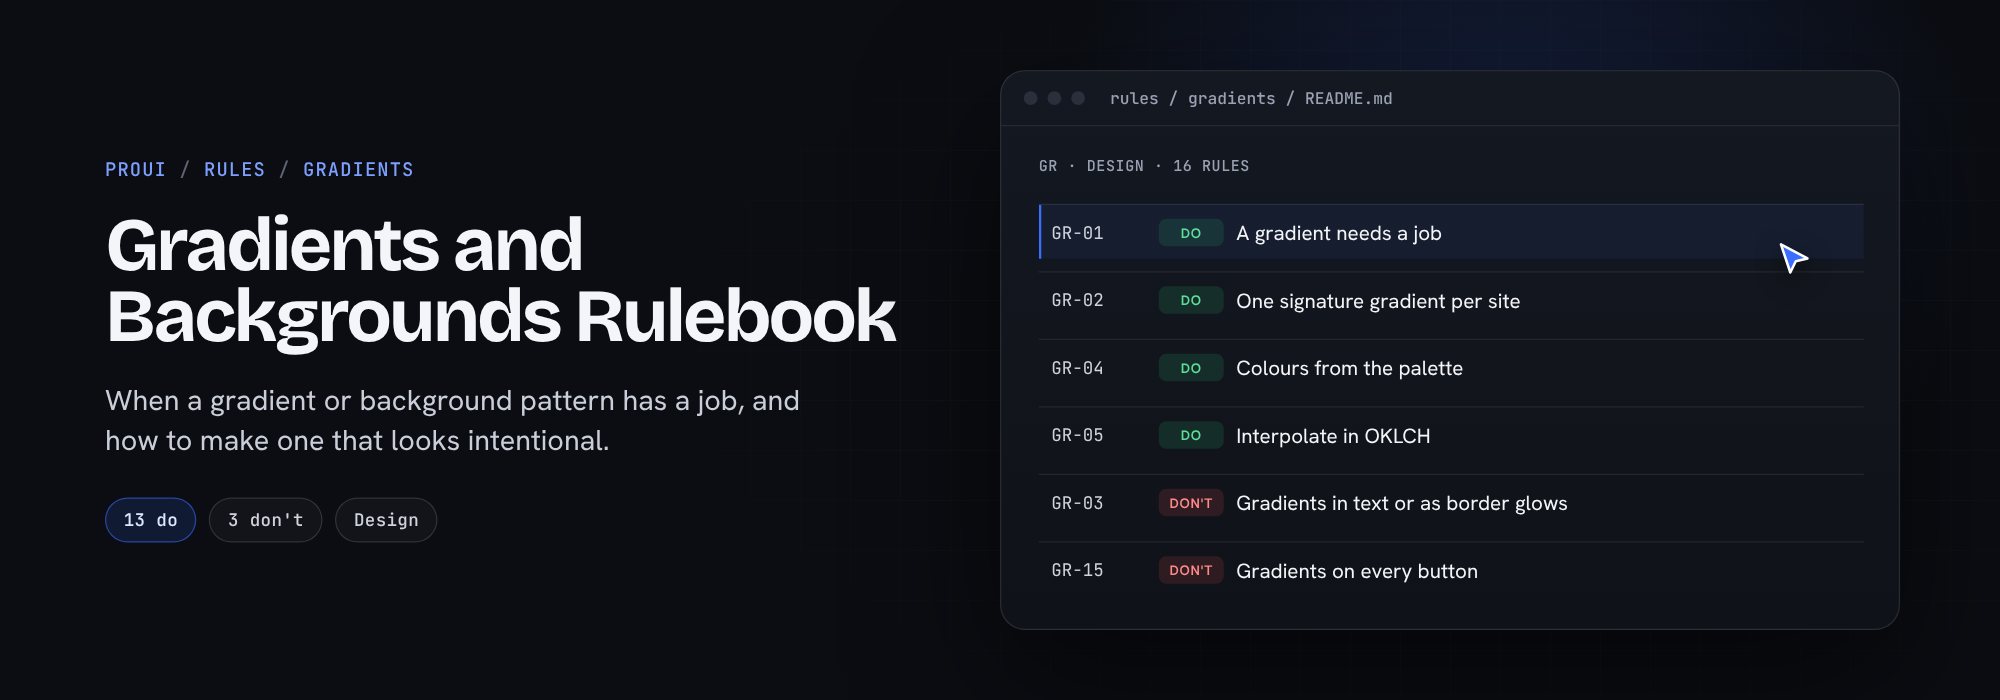 PROUI / RULES / GRADIENTS
Gradients and
Backgrounds Rulebook
When a gradient or background pattern has a job, and
how to make one that looks intentional.
13 do
3 don't
Design
rules / gradients / README.md
GR · DESIGN · 16 RULES
GR-01 DO A gradient needs a job
GR-02 DO One signature gradient per site
GR-04 DO Colours from the palette
GR-05 DO Interpolate in OKLCH
GR-03 DON'T Gradients in text or as border glows
GR-15 DON'T Gradients on every button